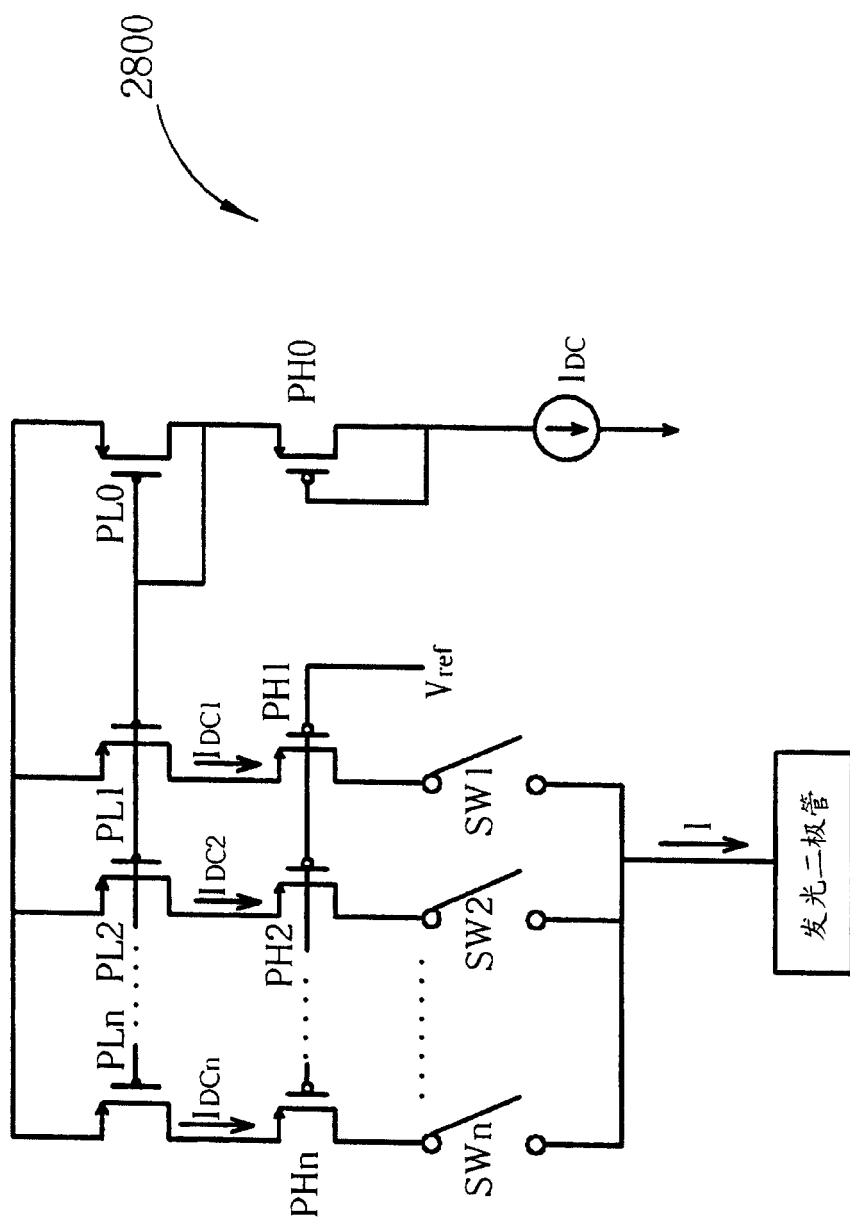 2800
PL0
PH0
IDC
PLn
PL2
PL1
IDCn
IDC2
IDC1
PHn
PH2
PH1
Vref
SWn
SW2
SW1
I
发光二极管